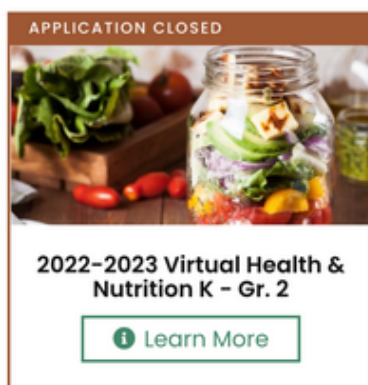 APPLICATION CLOSED
2022-2023 Virtual Health &
Nutrition K - Gr. 2
Learn More